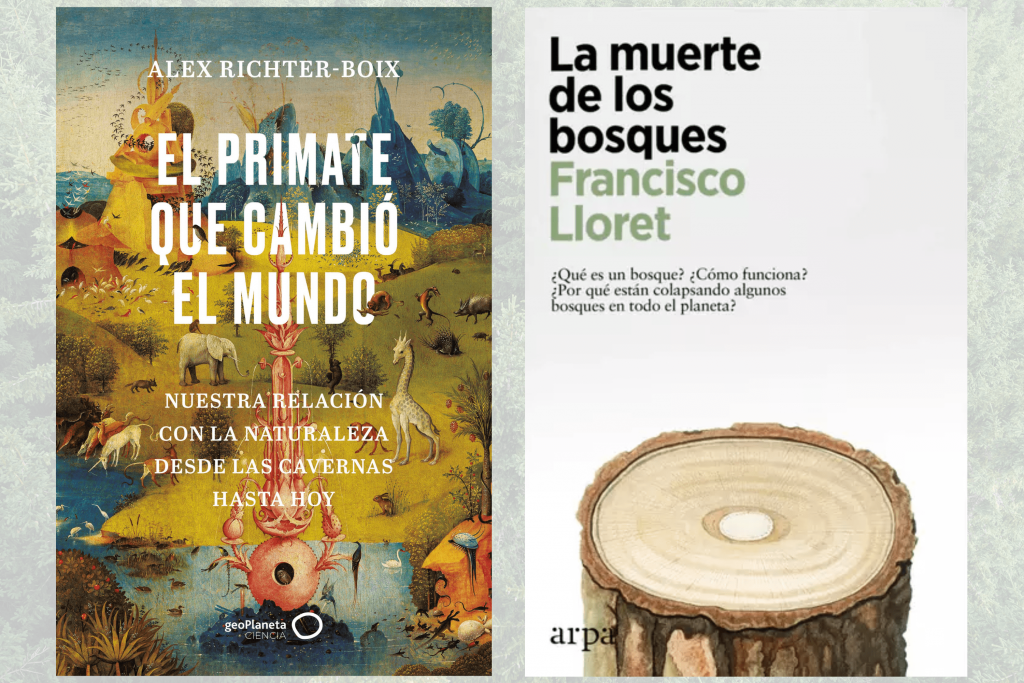 ALEX RICHTER-BOIX
EL PRIMATE
QUE CAMBIÓ
EL MUNDO
NUESTRA RELACIÓN
CON LA NATURALEZA
DESDE LAS CAVERNAS
HASTA HOY
geoPlaneta
CIENCIA
La muerte
de los
bosques
Francisco
Lloret
¿Qué es un bosque? ¿Cómo funciona?
¿Por qué están colapsando algunos
bosques en todo el planeta?
arpa